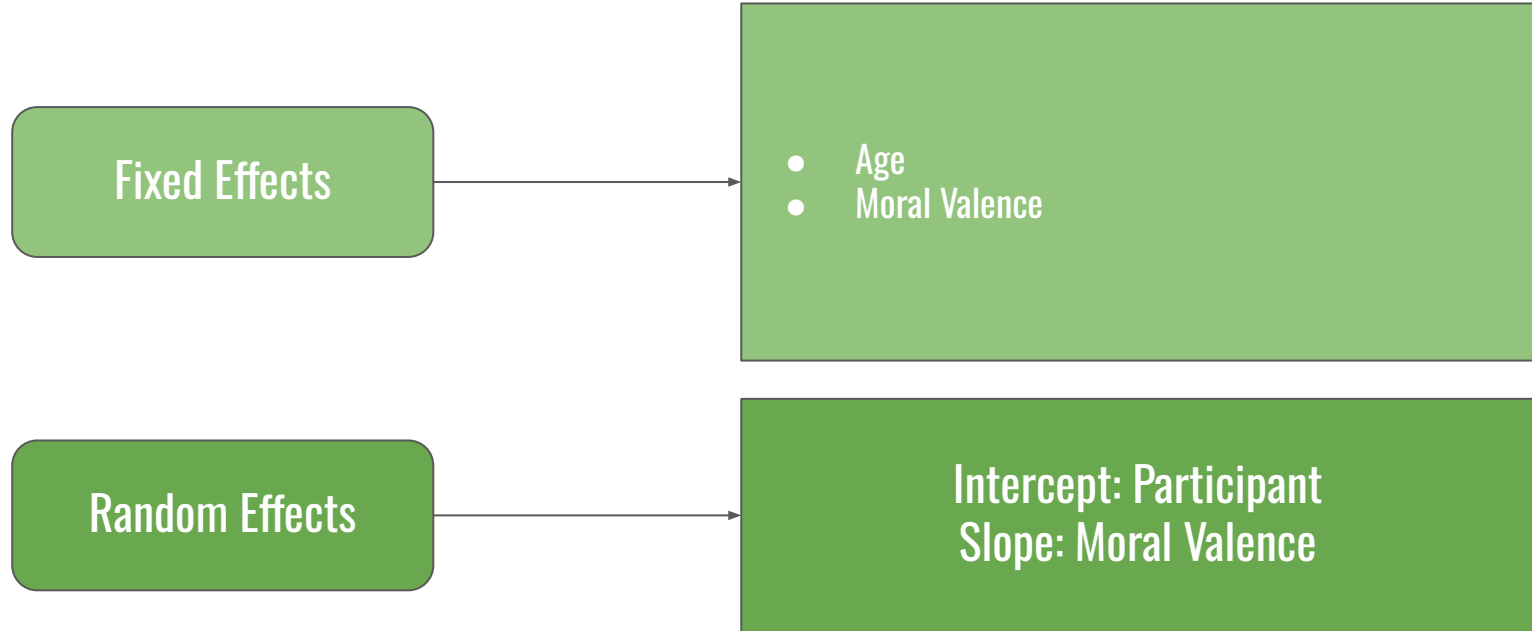 Fixed Effects
● Age
● Moral Valence
Random Effects
Intercept: Participant
Slope: Moral Valence